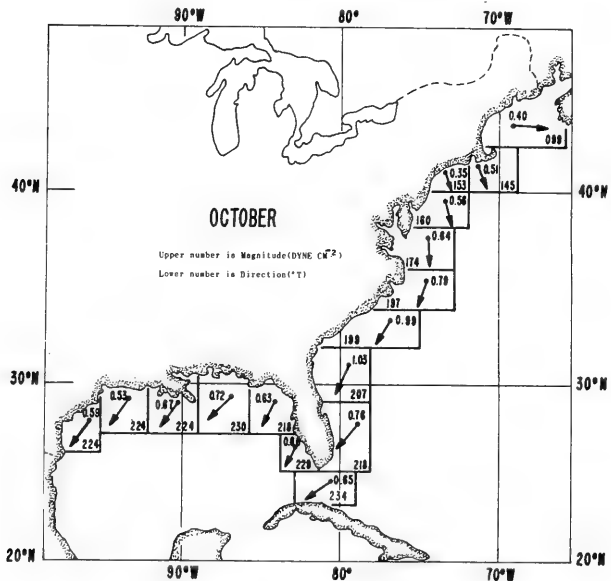 90°W 80° 70°W
0.40
098
0.35 0.51
40°N 153 145 40°N
0.56
OCTOBER
160
Upper number is Magnitude(DYNE CM⁻²) 0.64
Lower number is Direction(°T)
174
0.79
197
0.99
199
1.05
30°N 30°N
207
0.59 0.53 0.67 0.72 0.63 0.76
224 224 224 230 218
229 218
0.65
234
20°N 20°N
90°W 80° 70°W